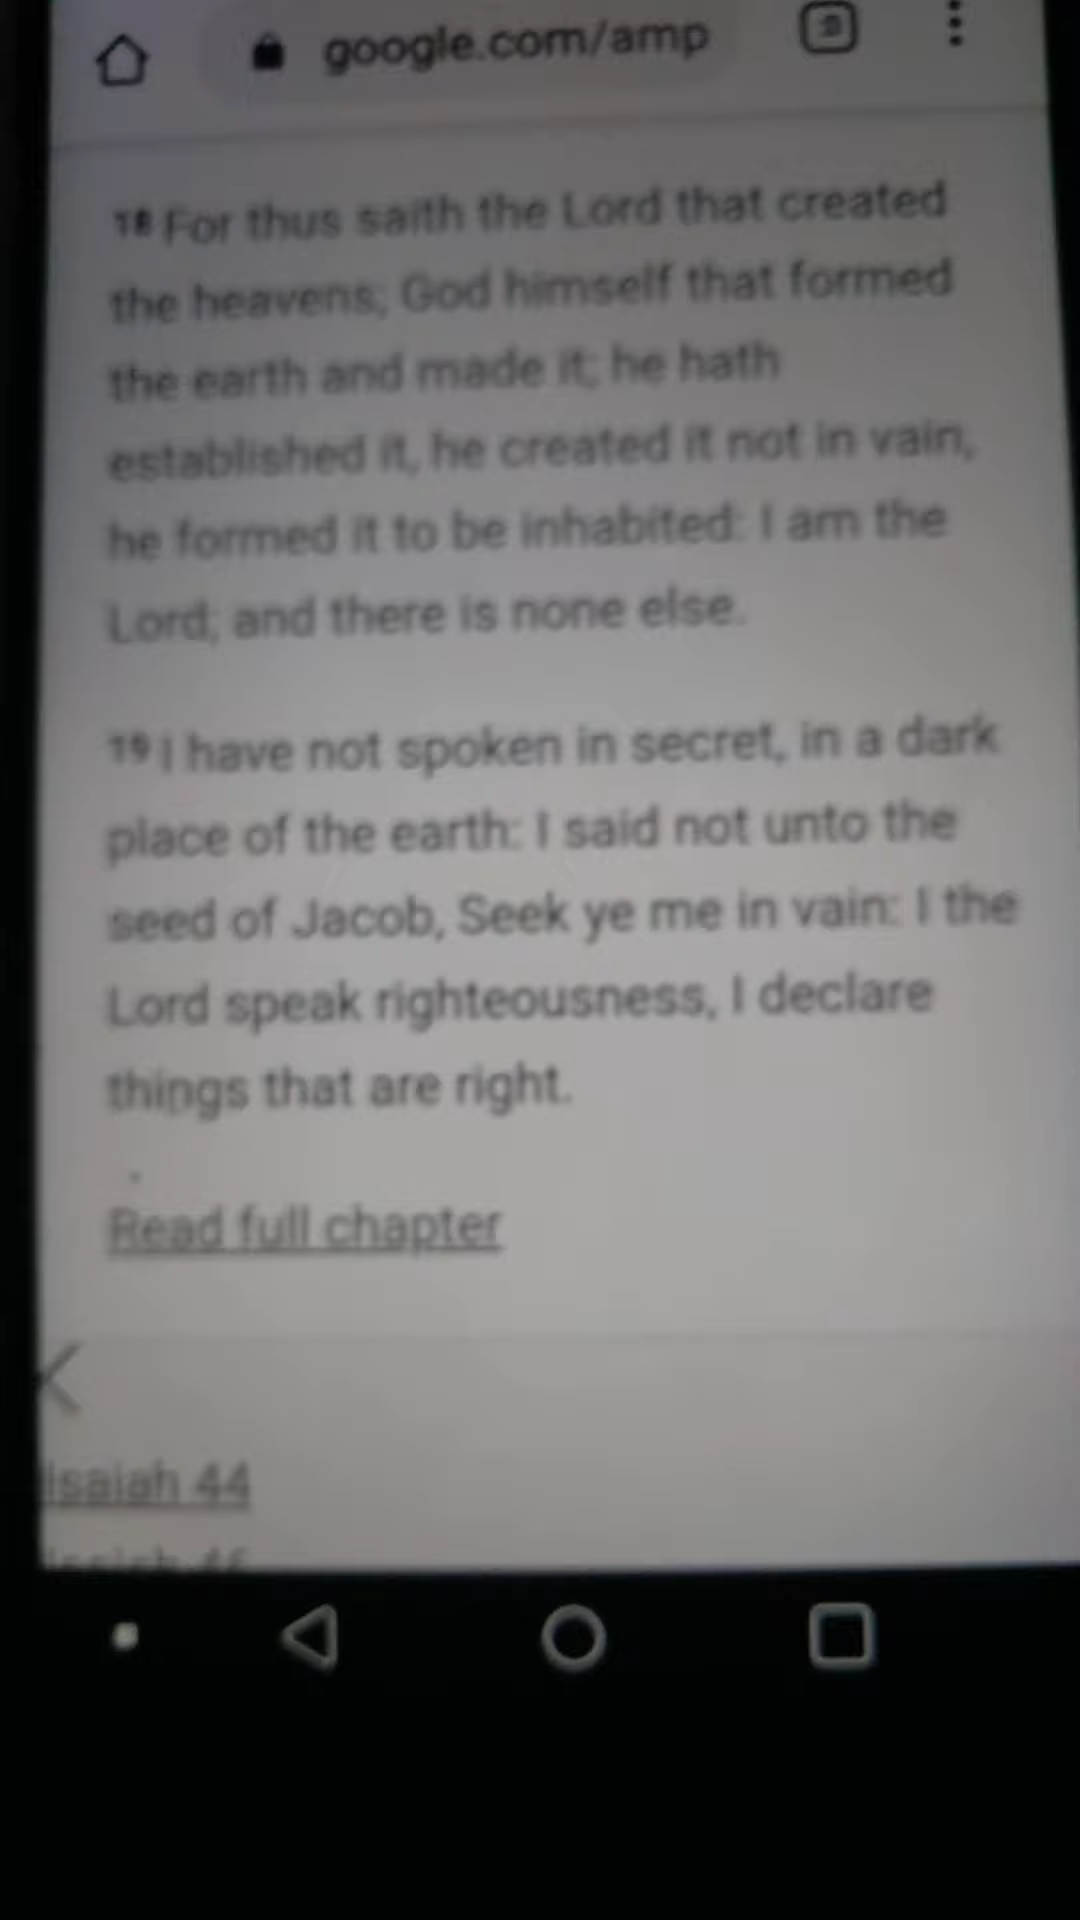 google.com/amp
18 For thus saith the Lord that created
the heavens; God himself that formed
the earth and made it; he hath
established it, he created it not in vain,
he formed it to be inhabited: I am the
Lord; and there is none else.
19 I have not spoken in secret, in a dark
place of the earth: I said not unto the
seed of Jacob, Seek ye me in vain: I the
Lord speak righteousness, I declare
things that are right.
Read full chapter
Isaiah 44
Isaiah